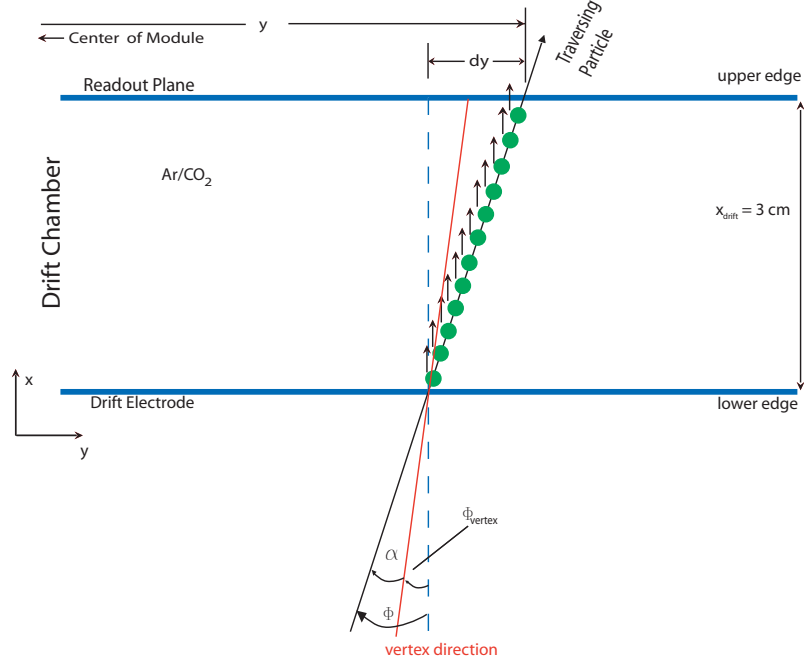 y
Center of Module
dy
Traversing
Particle
Readout Plane
upper edge
Ar/CO₂
Drift Chamber
x_drift = 3 cm
x
Drift Electrode
lower edge
y
Φ_vertex
α
Φ
vertex direction